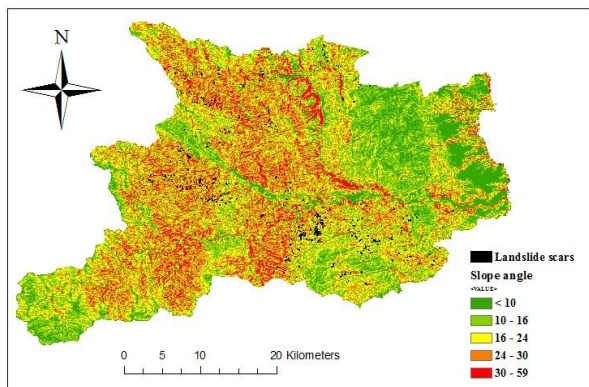 N
Landslide scars
Slope angle
<VALUE>
< 10
10 - 16
16 - 24
24 - 30
30 - 59
0 5 10 20 Kilometers